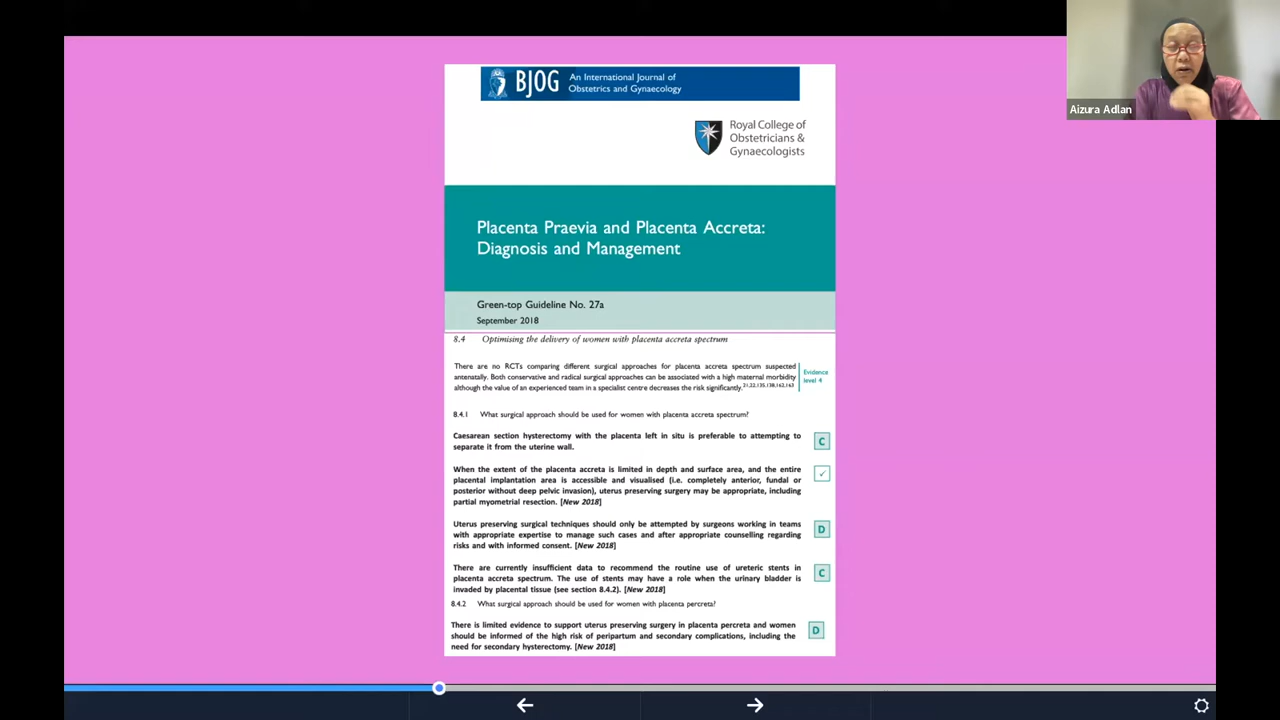 BJOG An International Journal of
Obstetrics and Gynaecology
Royal College of
Obstetricians &
Gynaecologists
Aizura Adlan
Placenta Praevia and Placenta Accreta:
Diagnosis and Management
Green-top Guideline No. 27a
September 2018
8.4 Optimising the delivery of women with placenta accreta spectrum
There are no RCTs comparing different surgical approaches for placenta accreta spectrum suspected
antenatally. Both conservative and radical surgical approaches can be associated with a high maternal morbidity
although the value of an experienced team in a specialist centre decreases the risk significantly.21,22,135,138,162,163
Evidence
level 4
8.4.1 What surgical approach should be used for women with placenta accreta spectrum?
Caesarean section hysterectomy with the placenta left in situ is preferable to attempting to
separate it from the uterine wall.
C
When the extent of the placenta accreta is limited in depth and surface area, and the entire
placental implantation area is accessible and visualised (i.e. completely anterior, fundal or
posterior without deep pelvic invasion), uterus preserving surgery may be appropriate, including
partial myometrial resection. [New 2018]
✓
Uterus preserving surgical techniques should only be attempted by surgeons working in teams
with appropriate expertise to manage such cases and after appropriate counselling regarding
risks and with informed consent. [New 2018]
D
There are currently insufficient data to recommend the routine use of ureteric stents in
placenta accreta spectrum. The use of stents may have a role when the urinary bladder is
invaded by placental tissue (see section 8.4.2). [New 2018]
C
8.4.2 What surgical approach should be used for women with placenta percreta?
There is limited evidence to support uterus preserving surgery in placenta percreta and women
should be informed of the high risk of peripartum and secondary complications, including the
need for secondary hysterectomy. [New 2018]
D